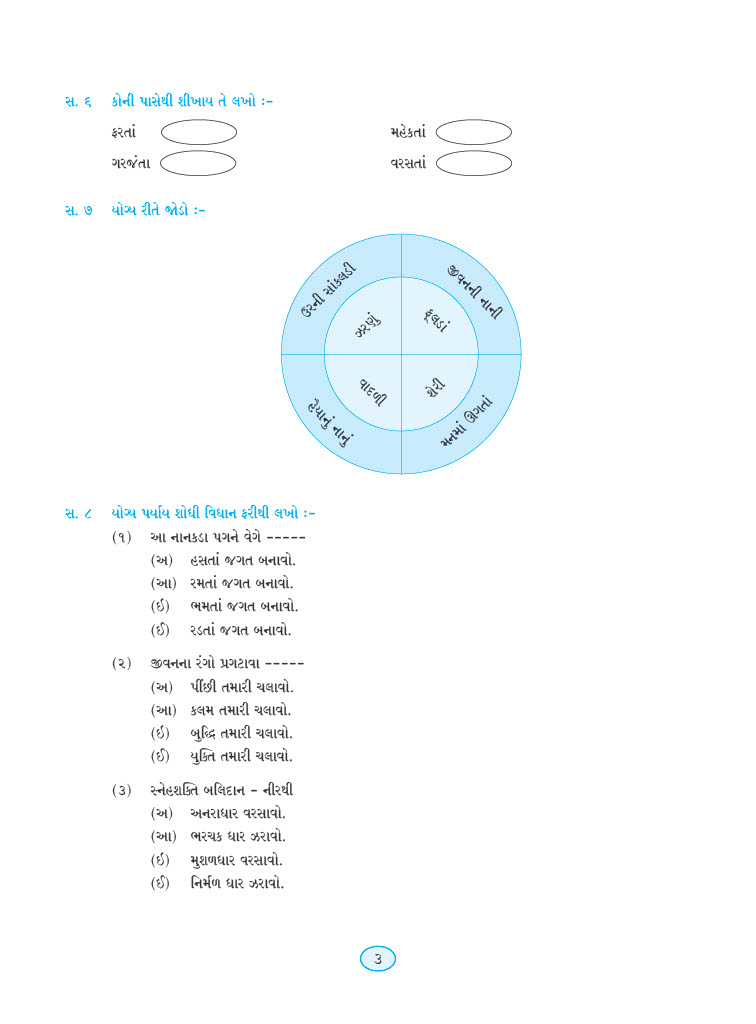 સ. ૬ કોની પાસેથી શીખાય તે લખો :-
ફરતાં મહેકતાં
ગરજંતા વરસતાં
સ. ૭ યોગ્ય રીતે જોડો :-
ઉરની સાંકલડી જીવનની નાની
ઝરણું ફૂલડાં
વાદળી શેરી
હૈયાનું નાનું મનમાં ઊગતાં
સ. ૮ યોગ્ય પર્યાય શોધી વિધાન ફરીથી લખો :-
(૧) આ નાનકડા પગને વેગે -----
(અ) હસતાં જગત બનાવો.
(આ) રમતાં જગત બનાવો.
(ઇ) ભમતાં જગત બનાવો.
(ઈ) રડતાં જગત બનાવો.
(૨) જીવનના રંગો પ્રગટાવા -----
(અ) પીંછી તમારી ચલાવો.
(આ) કલમ તમારી ચલાવો.
(ઇ) બુદ્ધિ તમારી ચલાવો.
(ઈ) યુક્તિ તમારી ચલાવો.
(૩) સ્નેહશક્તિ બલિદાન - નીરથી
(અ) અનરાધાર વરસાવો.
(આ) ભરચક ધાર ઝરાવો.
(ઇ) મુશળધાર વરસાવો.
(ઈ) નિર્મળ ધાર ઝરાવો.
૩